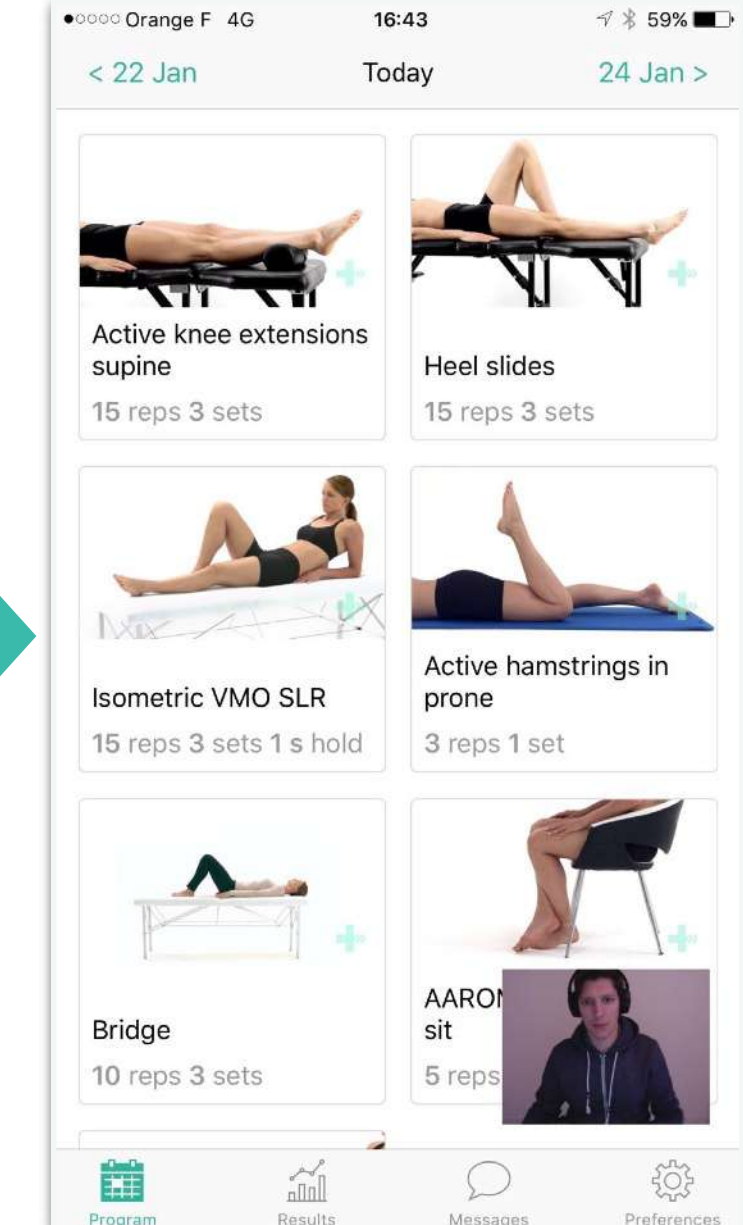 Orange F 4G 16:43 59%
< 22 Jan Today 24 Jan >
Active knee extensions
supine
15 reps 3 sets
Heel slides
15 reps 3 sets
Isometric VMO SLR
15 reps 3 sets 1 s hold
Active hamstrings in
prone
3 reps 1 set
Bridge
10 reps 3 sets
sit
5 reps
Program Results Messages Preferences